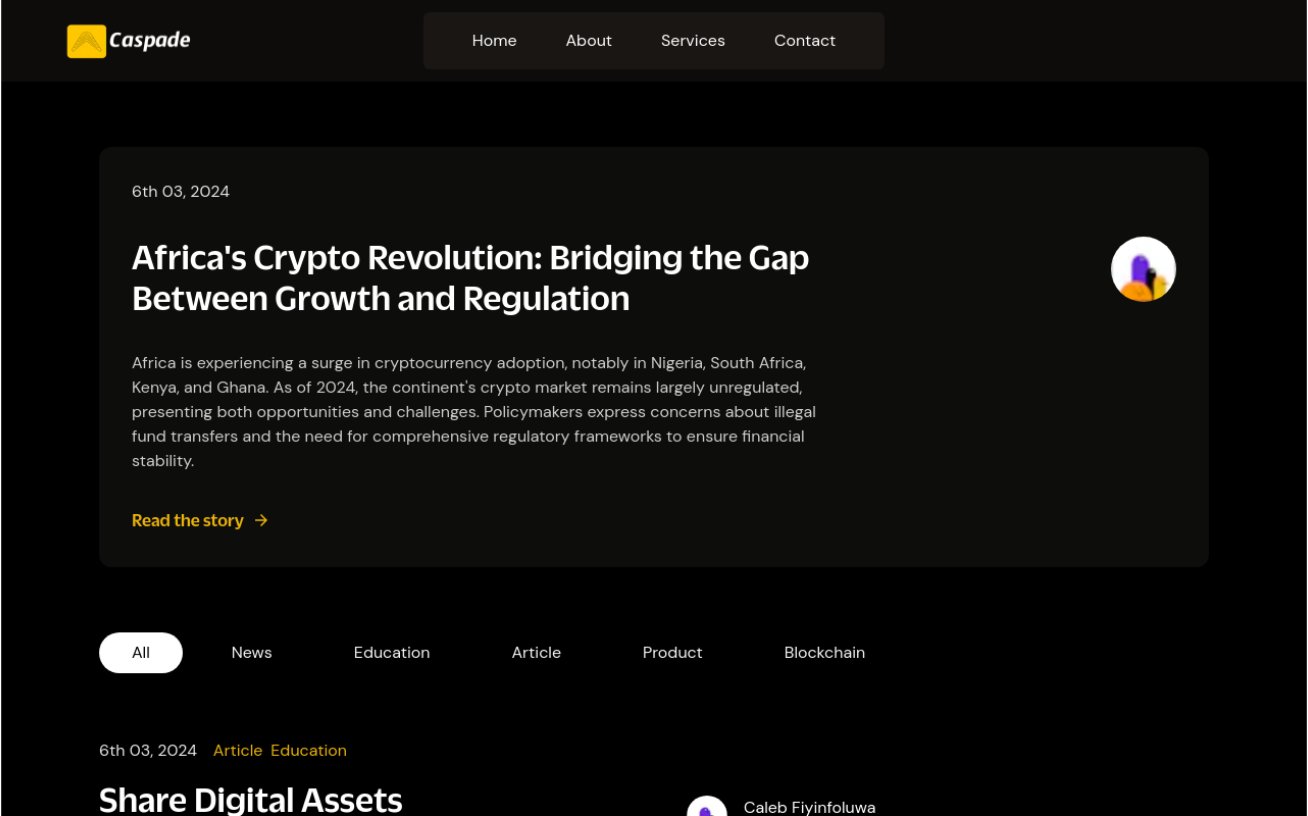 Caspade
Home About Services Contact
6th 03, 2024
Africa's Crypto Revolution: Bridging the Gap
Between Growth and Regulation
Africa is experiencing a surge in cryptocurrency adoption, notably in Nigeria, South Africa,
Kenya, and Ghana. As of 2024, the continent's crypto market remains largely unregulated,
presenting both opportunities and challenges. Policymakers express concerns about illegal
fund transfers and the need for comprehensive regulatory frameworks to ensure financial
stability.
Read the story →
All News Education Article Product Blockchain
6th 03, 2024 Article Education
Share Digital Assets
Caleb Fiyinfoluwa